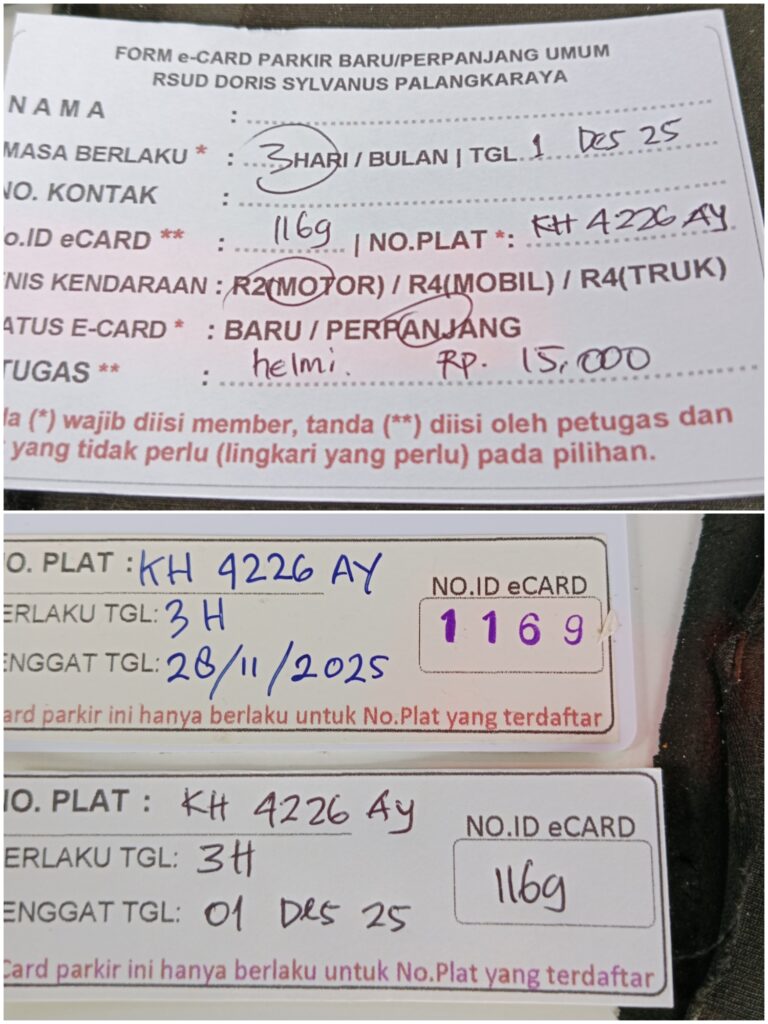 FORM e-CARD PARKIR BARU/PERPANJANG UMUM
RSUD DORIS SYLVANUS PALANGKARAYA
NAMA :
MASA BERLAKU * : 3 HARI / BULAN | TGL. 1 Des 25
NO. KONTAK :
o.ID eCARD ** : 1169 | NO.PLAT *: KH 4226 AY
NIS KENDARAAN : R2(MOTOR) / R4(MOBIL) / R4(TRUK)
ATUS E-CARD * : BARU / PERPANJANG
TUGAS ** : helmi. RP. 15.000
da (*) wajib diisi member, tanda (**) diisi oleh petugas dan
yang tidak perlu (lingkari yang perlu) pada pilihan.
O. PLAT : KH 4226 AY
NO.ID eCARD
ERLAKU TGL: 3 H
1169
ENGGAT TGL: 28/11/2025
ard parkir ini hanya berlaku untuk No.Plat yang terdaftar
NO. PLAT : KH 4226 AY
NO.ID eCARD
ERLAKU TGL: 3H
1169
ENGGAT TGL: 01 Des 25
Card parkir ini hanya berlaku untuk No.Plat yang terdaftar